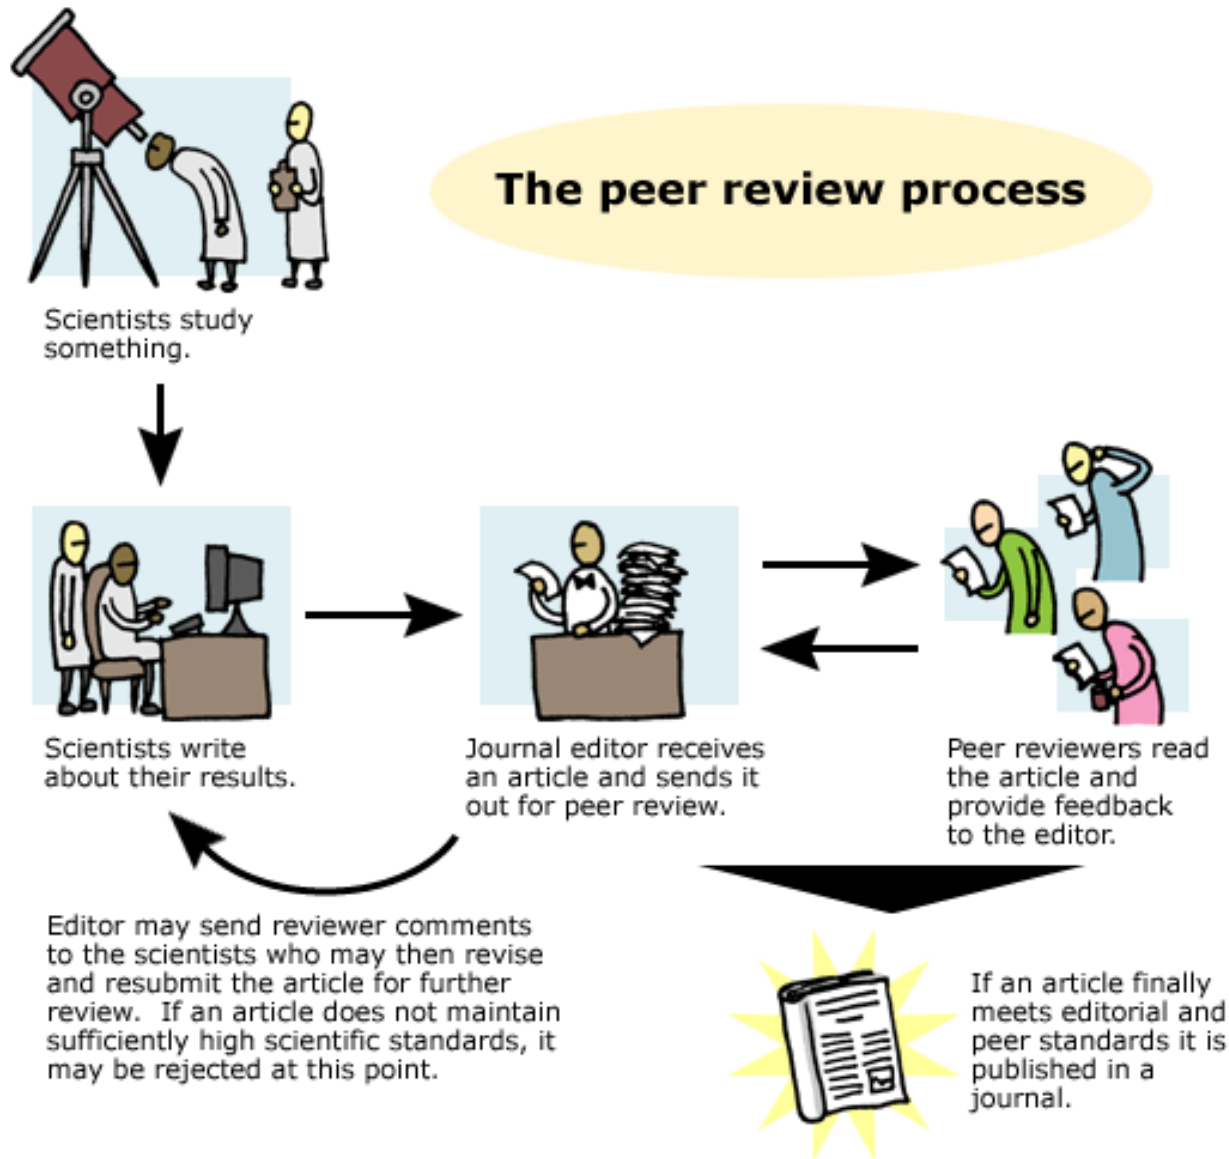 The peer review process
Scientists study
something.
Scientists write
about their results.
Journal editor receives
an article and sends it
out for peer review.
Peer reviewers read
the article and
provide feedback
to the editor.
Editor may send reviewer comments
to the scientists who may then revise
and resubmit the article for further
review.  If an article does not maintain
sufficiently high scientific standards, it
may be rejected at this point.
If an article finally
meets editorial and
peer standards it is
published in a
journal.